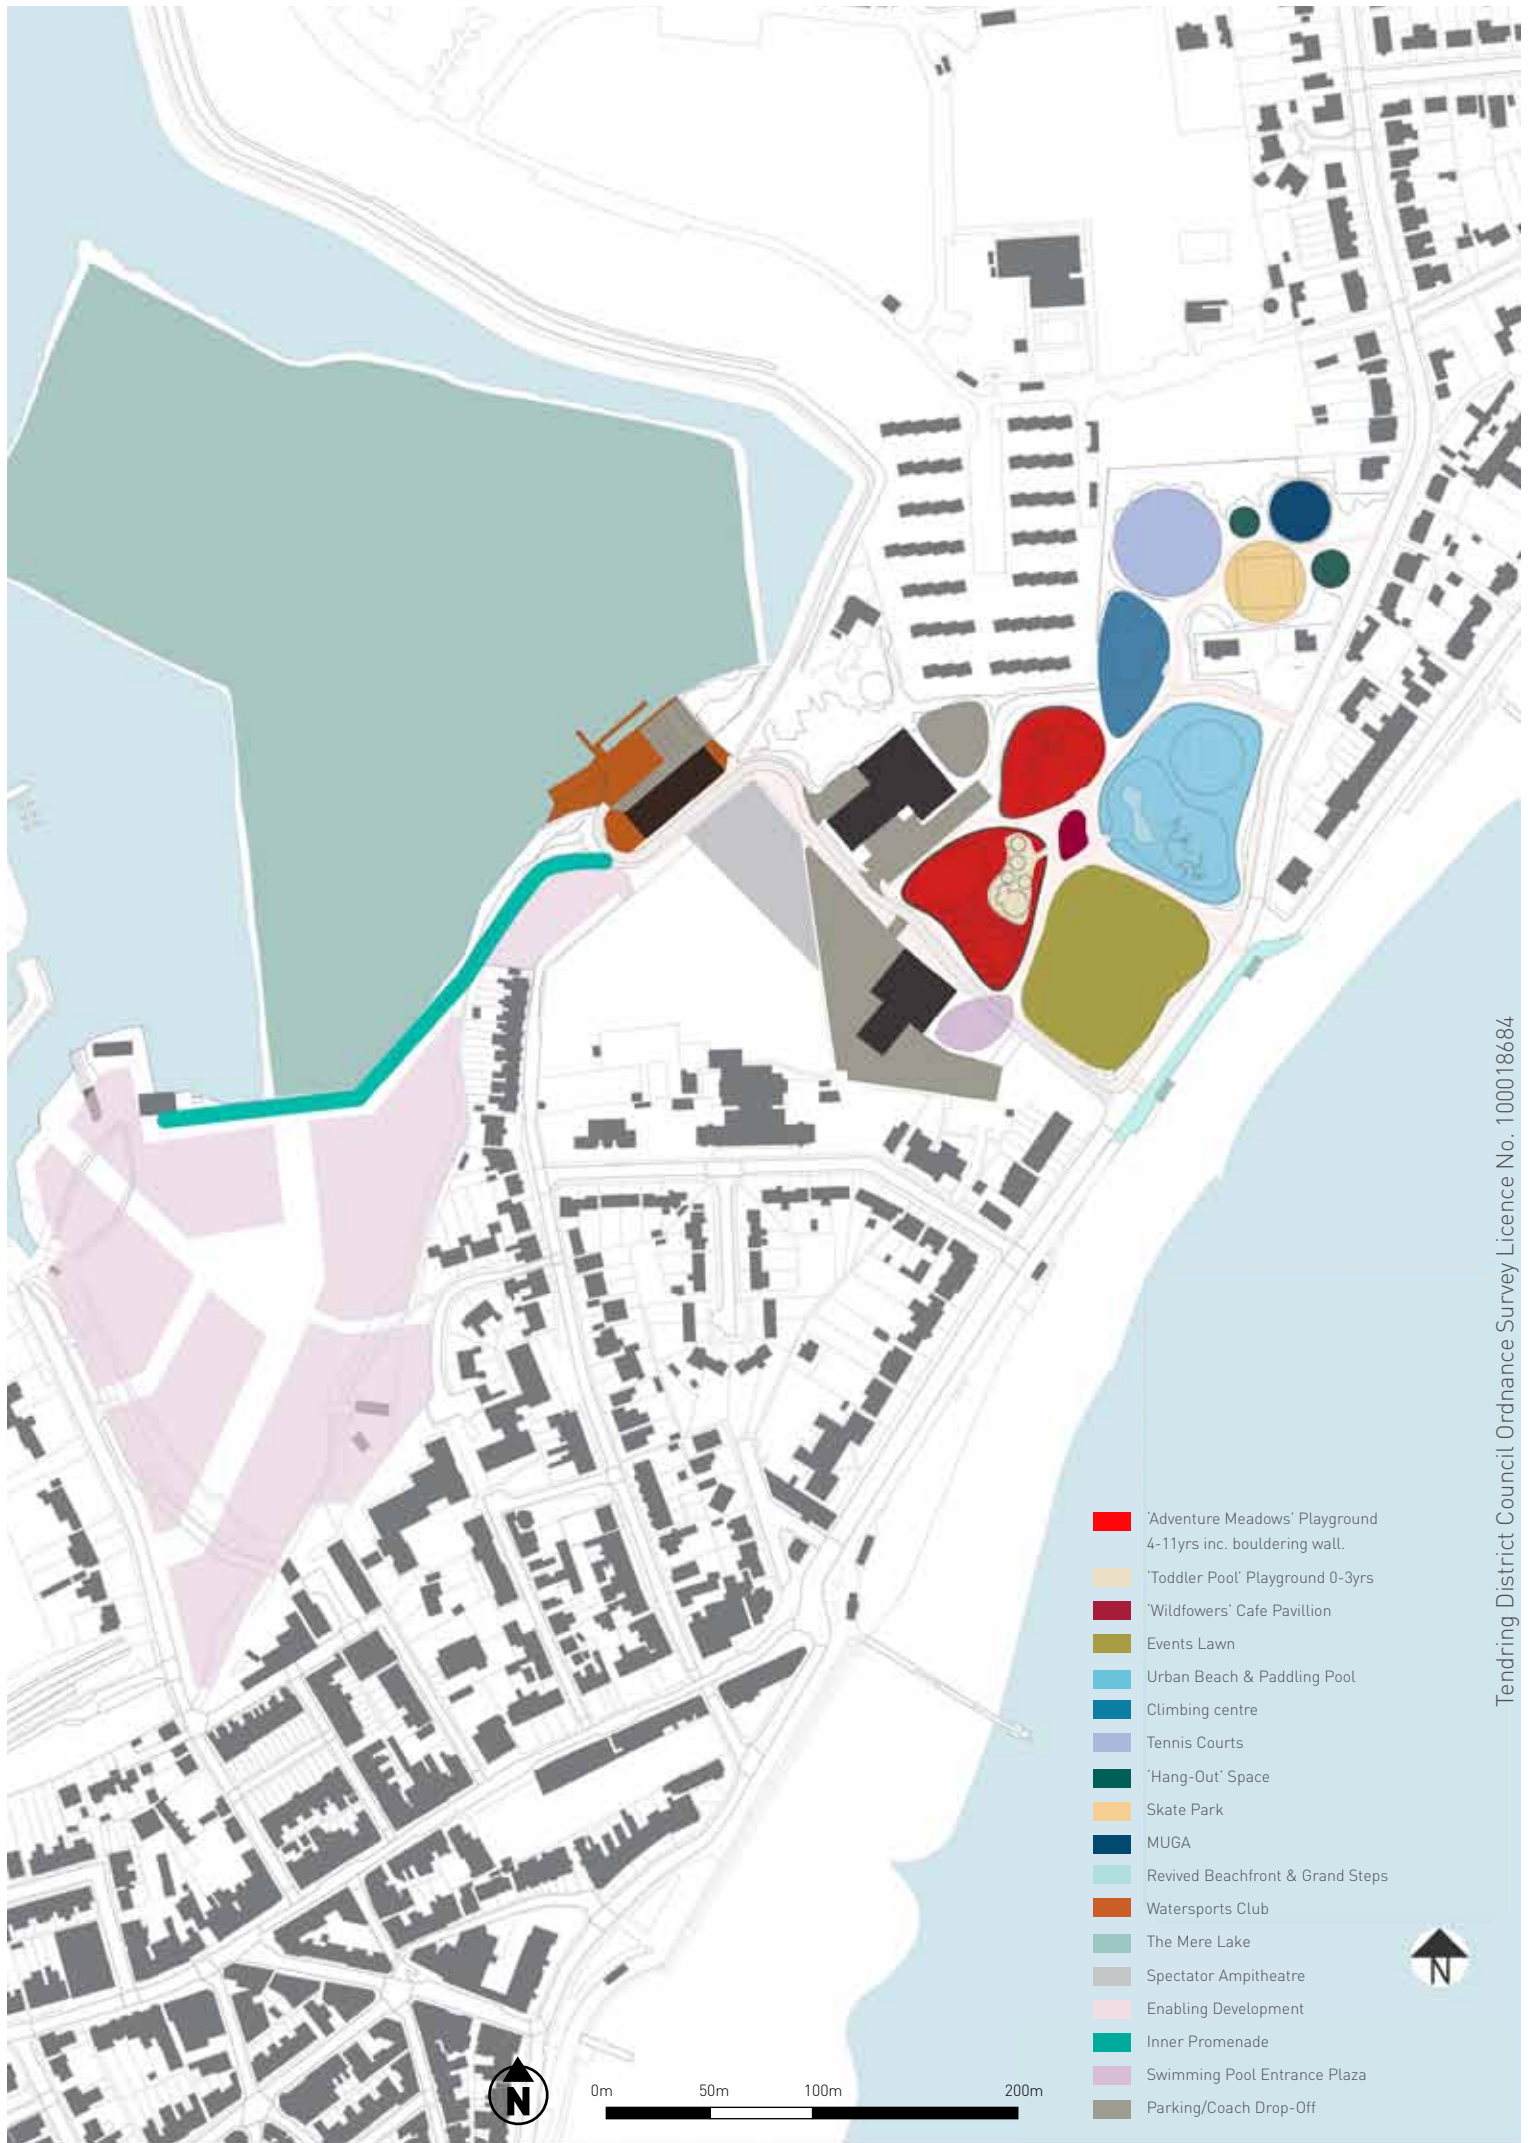 Tendring District Council Ordnance Survey Licence No. 100018684
'Adventure Meadows' Playground
4-11yrs inc. bouldering wall.
'Toddler Pool' Playground 0-3yrs
'Wildfowers' Cafe Pavillion
Events Lawn
Urban Beach & Paddling Pool
Climbing centre
Tennis Courts
'Hang-Out' Space
Skate Park
MUGA
Revived Beachfront & Grand Steps
Watersports Club
The Mere Lake
Spectator Ampitheatre
Enabling Development
Inner Promenade
Swimming Pool Entrance Plaza
Parking/Coach Drop-Off
N
N
0m 50m 100m 200m